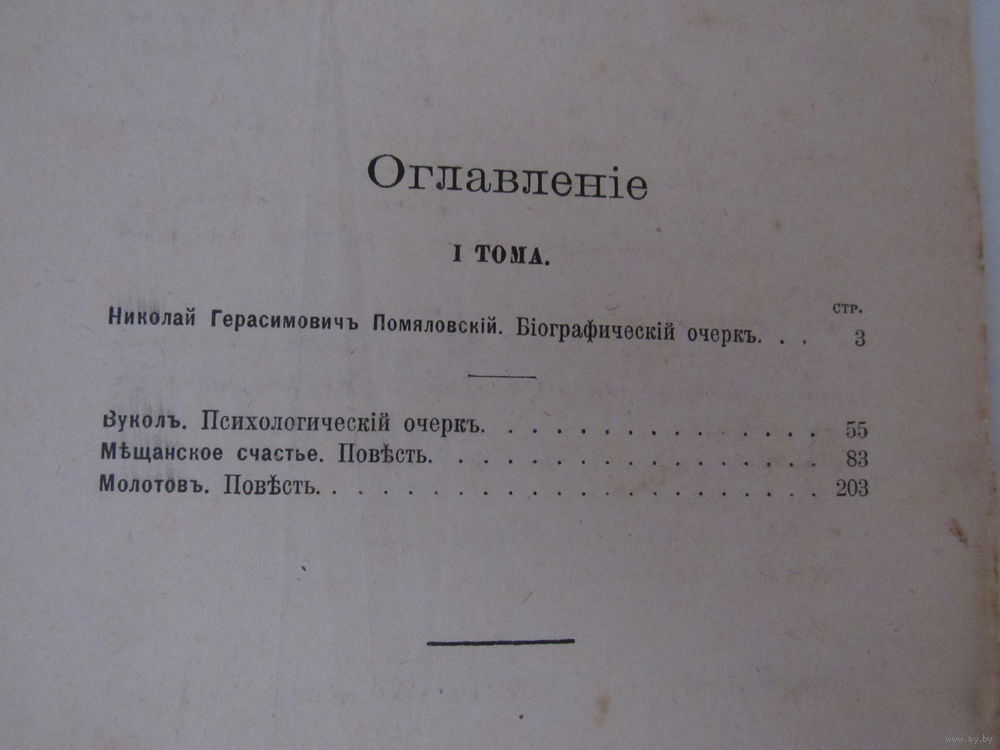 Оглавленіе
I ТОМА.
СТР.
Николай Герасимовичъ Помяловскій. Біографическій очеркъ. . . 3
Вуколъ. Психологическій очеркъ. . . . . . . . . . . . . . 55
Мѣщанское счастье. Повѣсть. . . . . . . . . . . . . . . . 83
Молотовъ. Повѣсть. . . . . . . . . . . . . . . . . . . . 203
www.ay.by